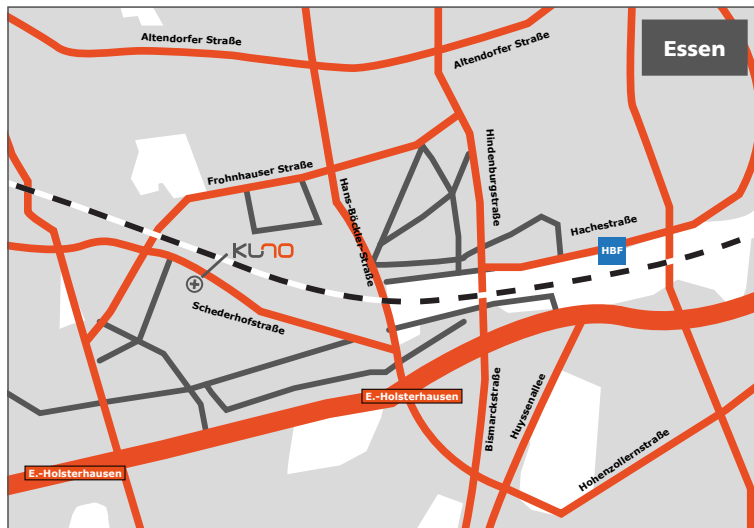 Altendorfer Straße
Altendorfer Straße
Essen
Frohnhauser Straße
Hindenburgstraße
Hans-Böckler-Straße
Hachestraße
HBF
KUNO
Schederhofstraße
E.-Holsterhausen
E.-Holsterhausen
Bismarckstraße
Huyssenallee
Hohenzollernstraße